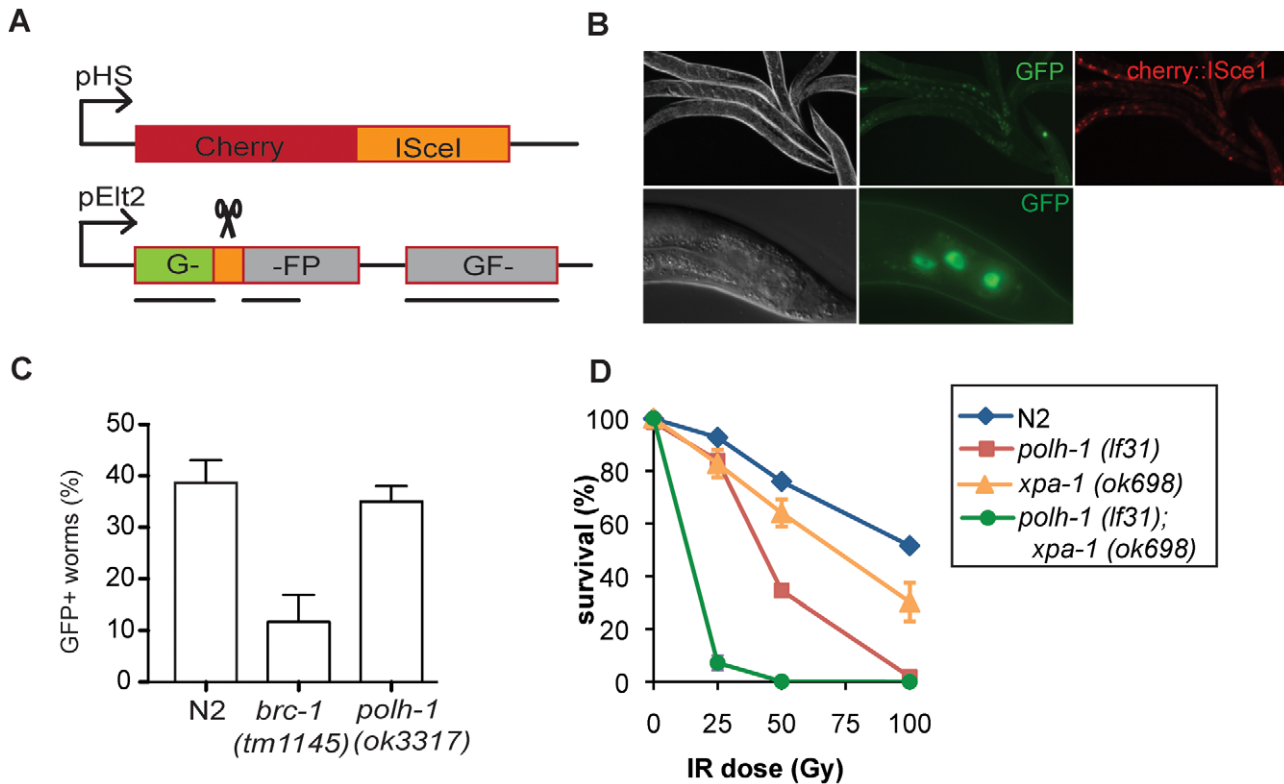 A
pHS
Cherry
ISceI
pElt2
G-
-FP
GF-
B
GFP
cherry::ISce1
GFP
C
GFP+ worms (%)
50
40
30
20
10
0
N2
brc-1
(tm1145)
polh-1
(ok3317)
D
survival (%)
100
80
60
40
20
0
0
25
50
75
100
IR dose (Gy)
N2
polh-1 (lf31)
xpa-1 (ok698)
polh-1 (lf31);
xpa-1 (ok698)